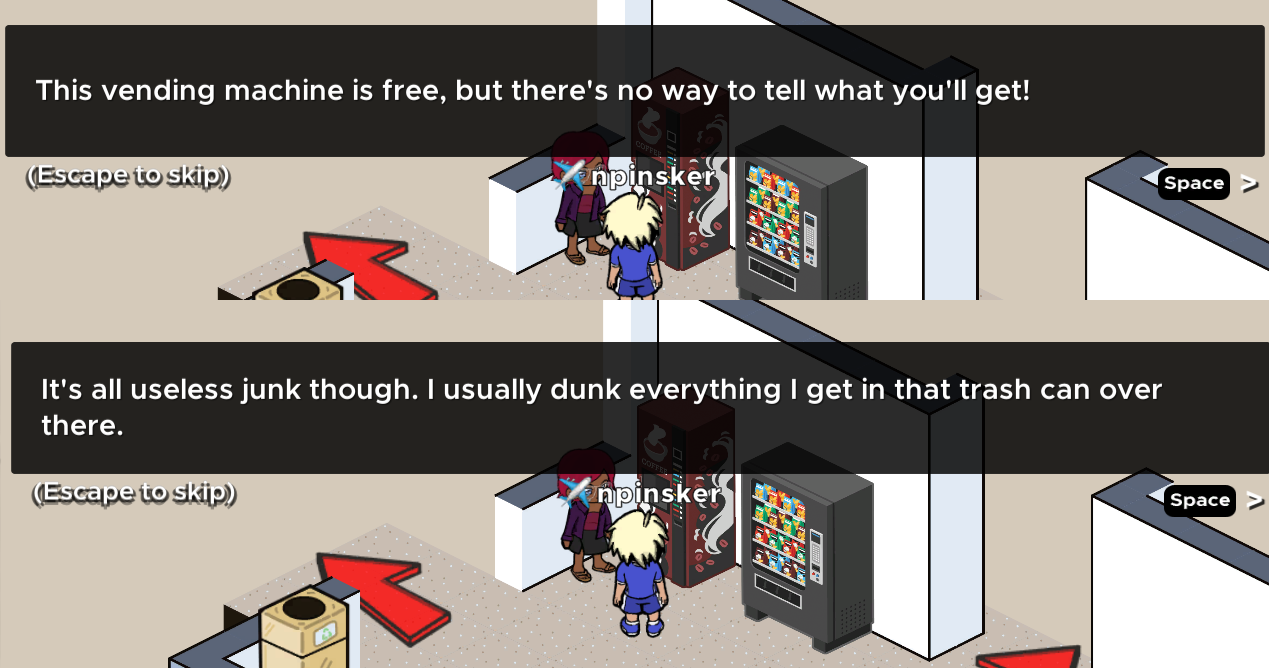 This vending machine is free, but there's no way to tell what you'll get!
(Escape to skip)
npinsker
Space >
COFFEE
It's all useless junk though. I usually dunk everything I get in that trash can over
there.
(Escape to skip)
npinsker
Space >
COFFEE